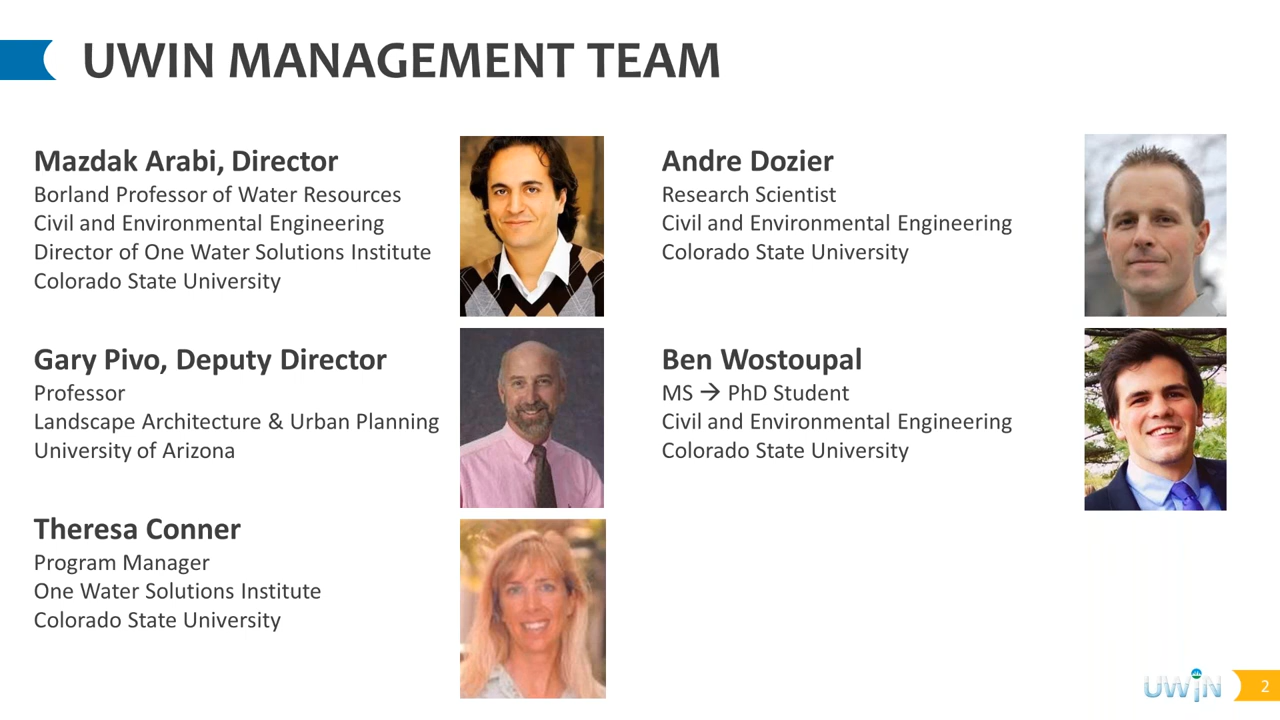 UWIN MANAGEMENT TEAM
Mazdak Arabi, Director
Borland Professor of Water Resources
Civil and Environmental Engineering
Director of One Water Solutions Institute
Colorado State University
Gary Pivo, Deputy Director
Professor
Landscape Architecture & Urban Planning
University of Arizona
Theresa Conner
Program Manager
One Water Solutions Institute
Colorado State University
Andre Dozier
Research Scientist
Civil and Environmental Engineering
Colorado State University
Ben Wostoupal
MS → PhD Student
Civil and Environmental Engineering
Colorado State University
UWiN
2